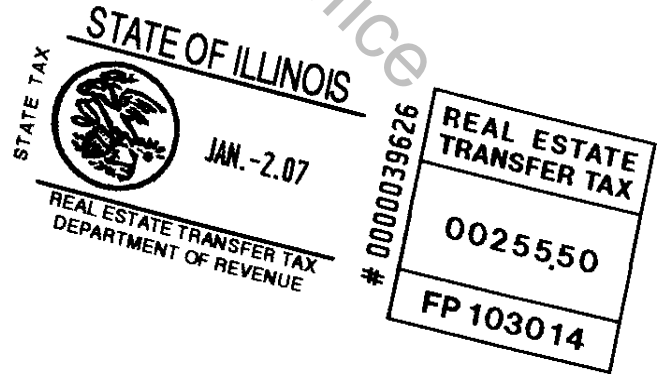 STATE OF ILLINOIS
STATE TAX
JAN.-2.07
REAL ESTATE TRANSFER TAX
DEPARTMENT OF REVENUE
# 0000039626
REAL ESTATE
TRANSFER TAX
00255.50
FP 103014